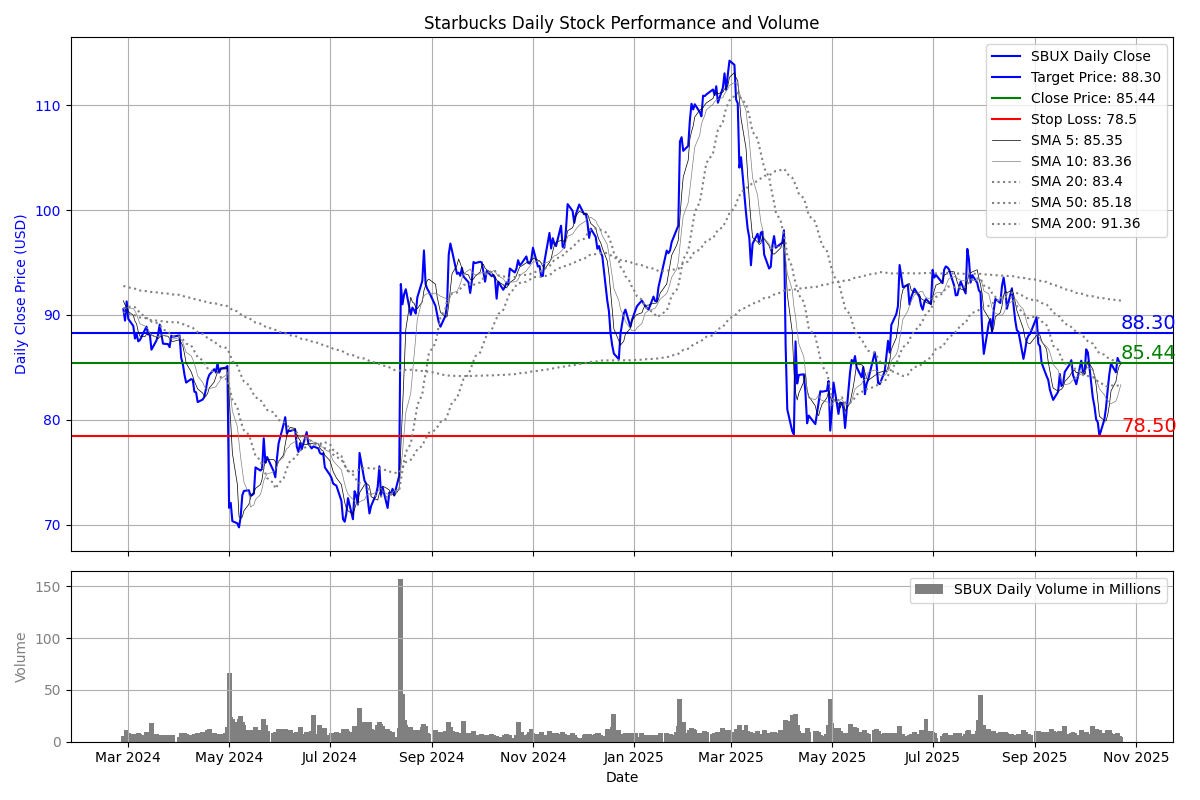 Starbucks Daily Stock Performance and Volume
Daily Close Price (USD)
110
100
90
80
70
SBUX Daily Close
Target Price: 88.30
Close Price: 85.44
Stop Loss: 78.5
SMA 5: 85.35
SMA 10: 83.36
SMA 20: 83.4
SMA 50: 85.18
SMA 200: 91.36
88.30
85.44
78.50
Volume
150
100
50
0
SBUX Daily Volume in Millions
Mar 2024 May 2024 Jul 2024 Sep 2024 Nov 2024 Jan 2025 Mar 2025 May 2025 Jul 2025 Sep 2025 Nov 2025
Date